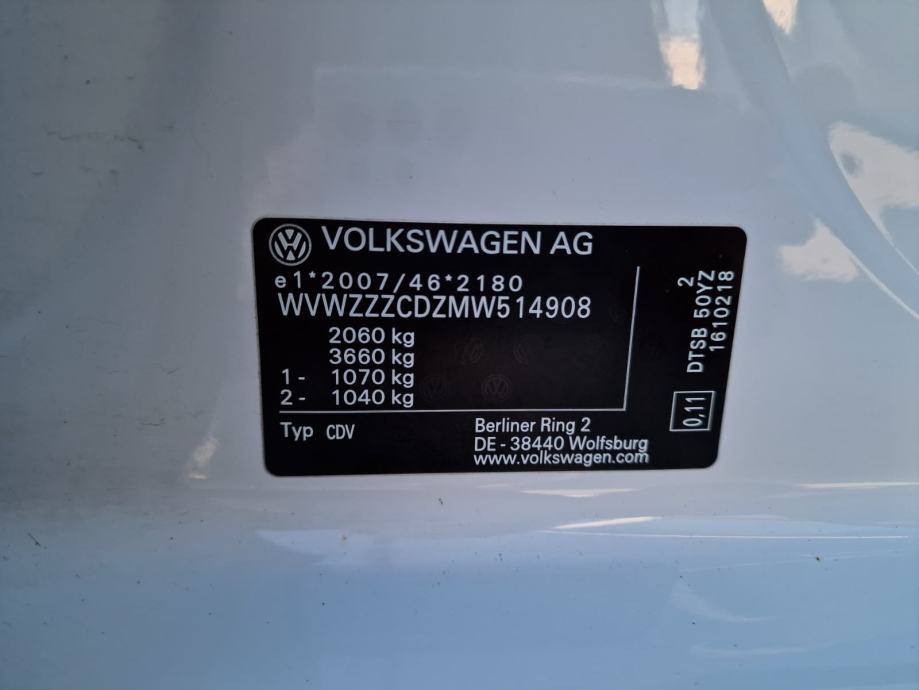 VOLKSWAGEN AG
e1*2007/46*2180
WVWZZZCDZMW514908
2060 kg
3660 kg
1- 1070 kg
2- 1040 kg
Typ CDV
Berliner Ring 2
DE-38440 Wolfsburg
www.volkswagen.com
2
DTSB 50YZ
1610218
0,11